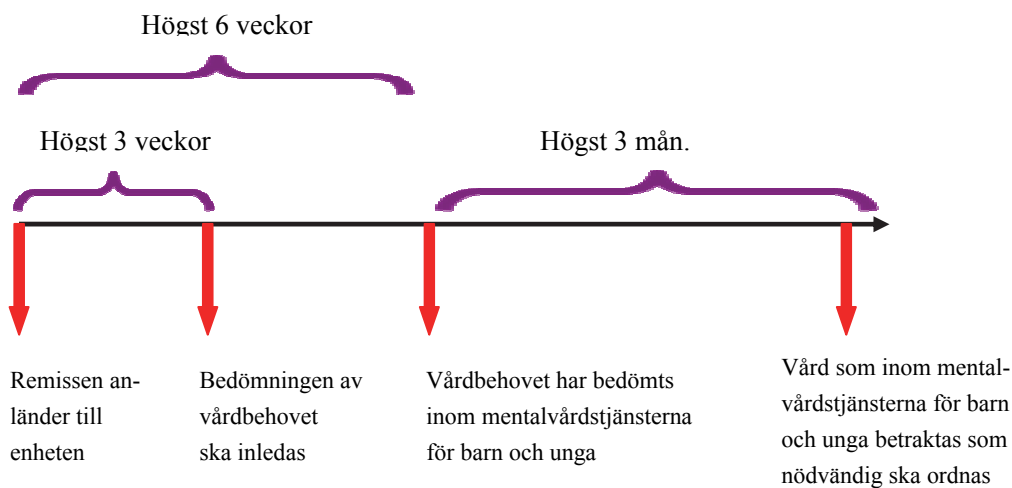 Högst 6 veckor
Högst 3 veckor
Högst 3 mån.
Remissen an-
länder till
enheten
Bedömningen av
vårdbehovet
ska inledas
Vårdbehovet har bedömts
inom mentalvårdstjänsterna
för barn och unga
Vård som inom mental-
vårdstjänsterna för barn
och unga betraktas som
nödvändig ska ordnas